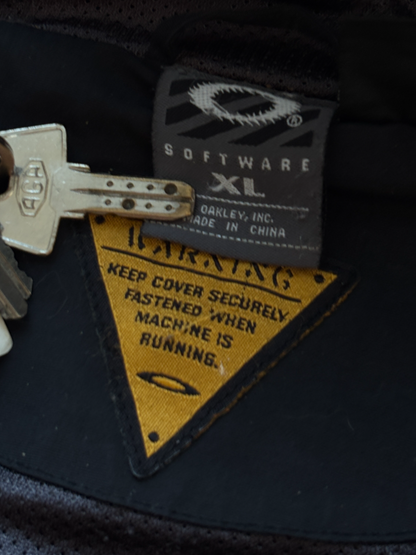 ®
SOFTWARE
XL
OAKLEY, INC.
MADE IN CHINA
WARNING
KEEP COVER SECURELY
FASTENED WHEN
MACHINE IS
RUNNING.